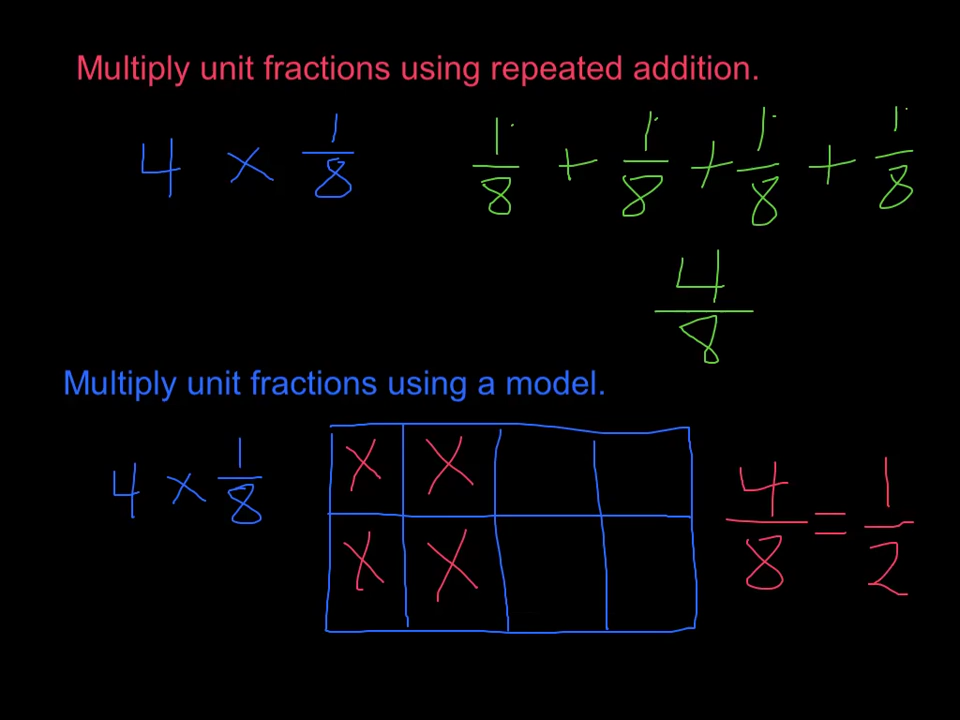 Multiply unit fractions using repeated addition.
4 × 1/8 1/8 + 1/8 + 1/8 + 1/8
4/8
Multiply unit fractions using a model.
4 × 1/8 X X 4/8 = 1/2
X X